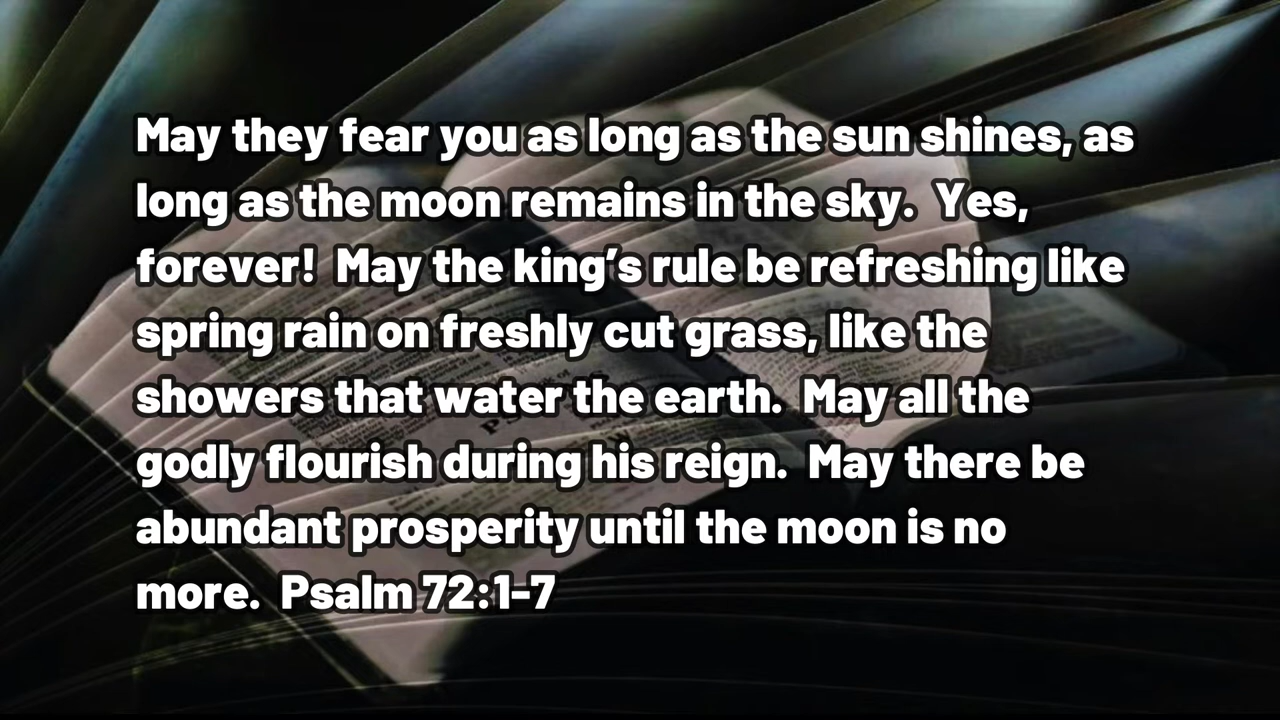 May they fear you as long as the sun shines, as
long as the moon remains in the sky.  Yes,
forever!  May the king’s rule be refreshing like
spring rain on freshly cut grass, like the
showers that water the earth.  May all the
godly flourish during his reign.  May there be
abundant prosperity until the moon is no
more.  Psalm 72:1-7